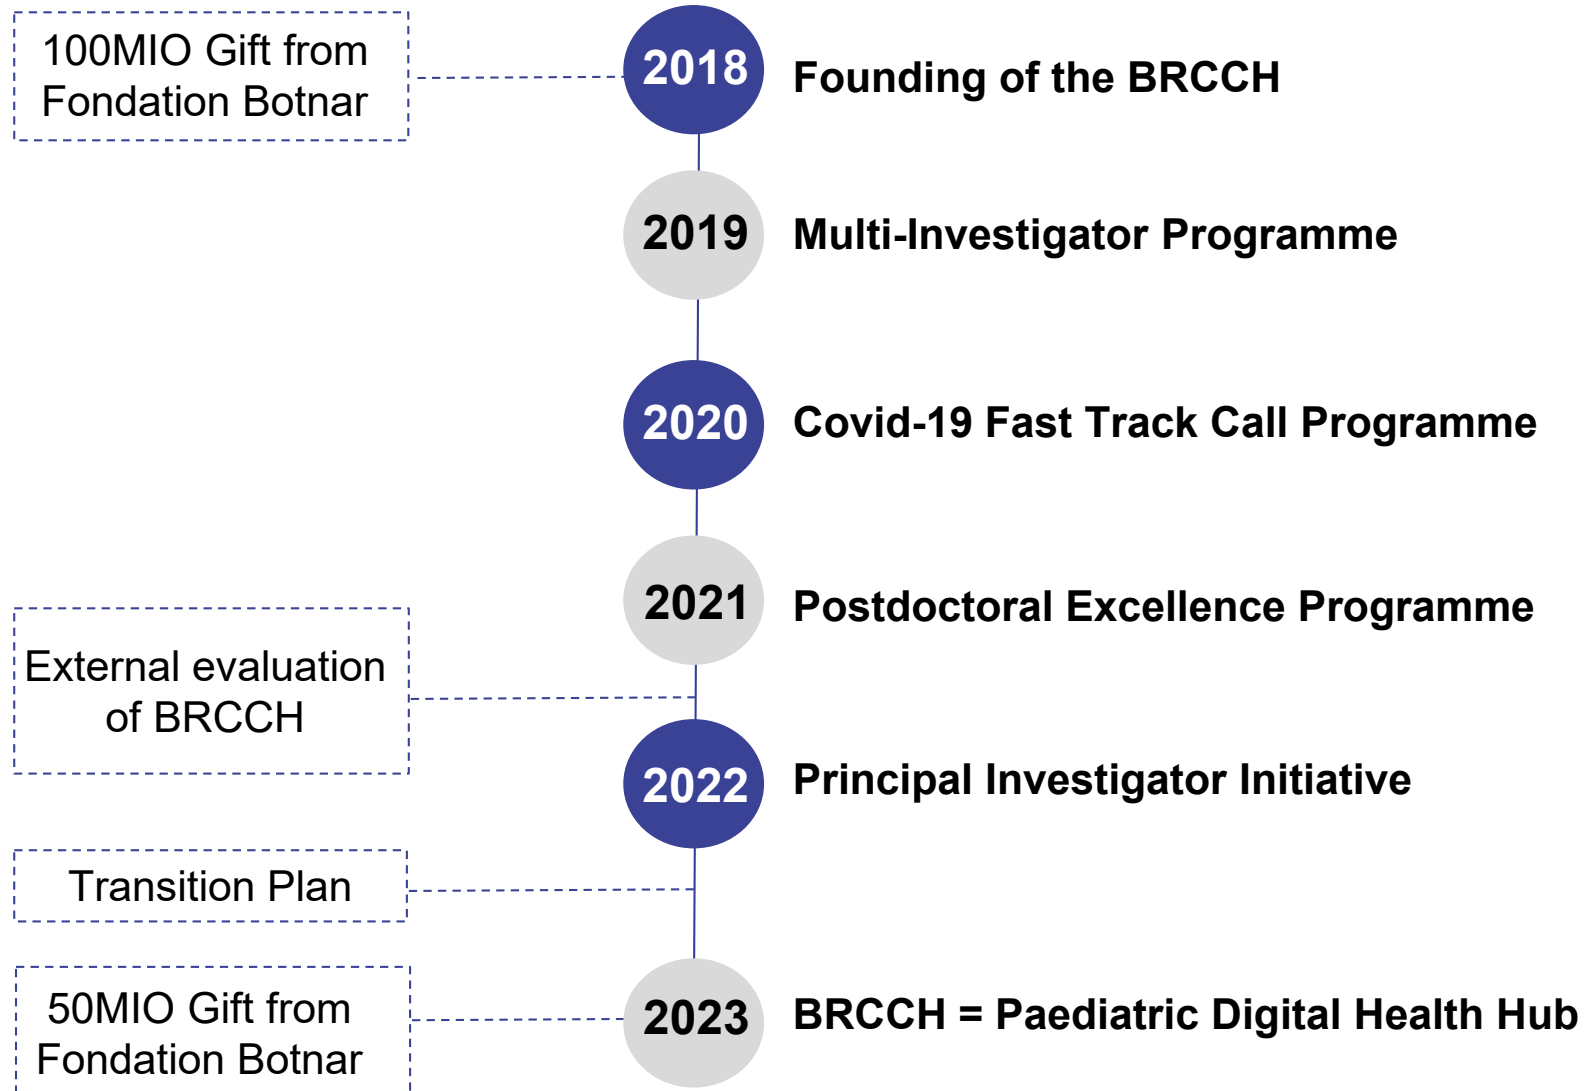 100MIO Gift from
Fondation Botnar
2018
Founding of the BRCCH
2019
Multi-Investigator Programme
2020
Covid-19 Fast Track Call Programme
2021
Postdoctoral Excellence Programme
External evaluation
of BRCCH
2022
Principal Investigator Initiative
Transition Plan
50MIO Gift from
Fondation Botnar
2023
BRCCH = Paediatric Digital Health Hub